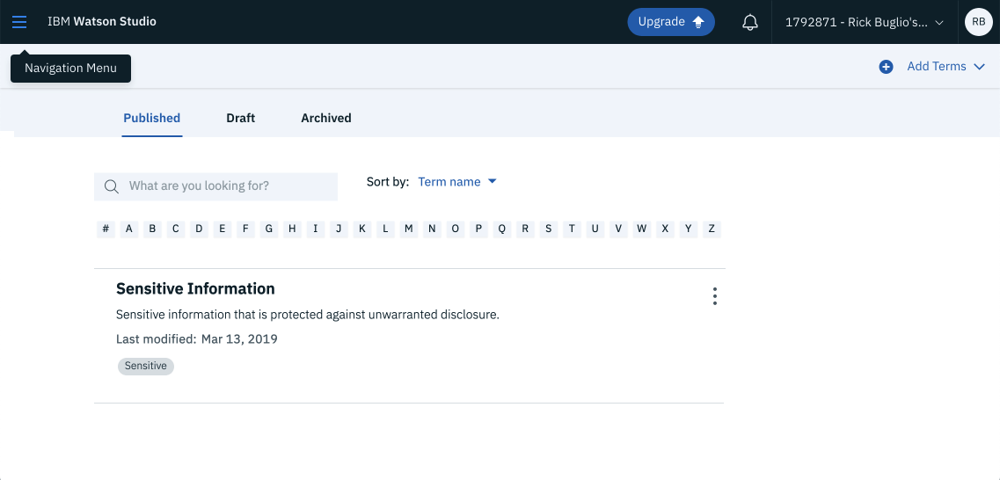 IBM Watson Studio
Upgrade
1792871 - Rick Buglio's...
RB
Navigation Menu
Add Terms
Published Draft Archived
What are you looking for?
Sort by: Term name
# A B C D E F G H I J K L M N O P Q R S T U V W X Y Z
Sensitive Information
Sensitive information that is protected against unwarranted disclosure.
Last modified: Mar 13, 2019
Sensitive